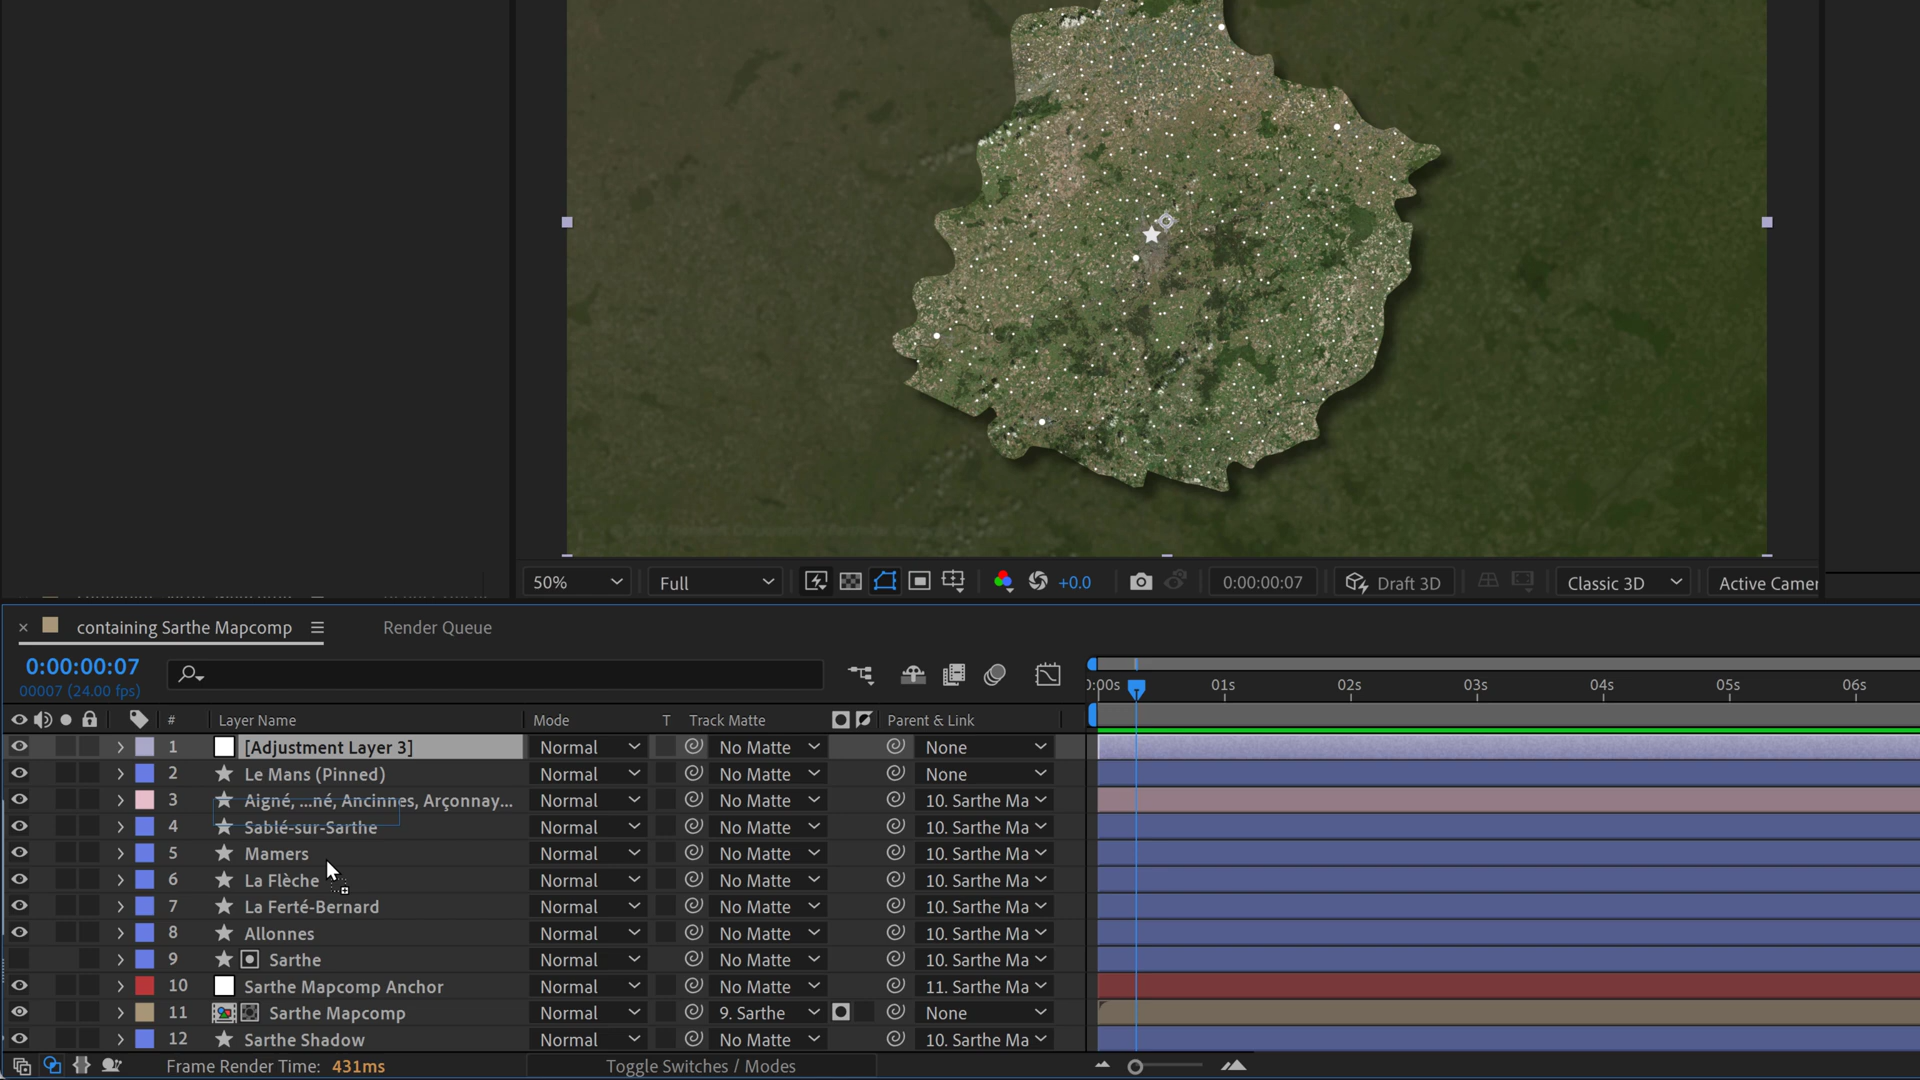 50%
Full
+0.0
0:00:00:07
Draft 3D
Classic 3D
Active Camer
containing Sarthe Mapcomp
Render Queue
0:00:00:07
00007 (24.00 fps)
0:00s 01s 02s 03s 04s 05s 06s
# Layer Name Mode T Track Matte Parent & Link
1 [Adjustment Layer 3] Normal No Matte None
2 Le Mans (Pinned) Normal No Matte None
3 Aigné, ...né, Ancinnes, Arçonnay... Normal No Matte 10. Sarthe Ma
4 Sablé-sur-Sarthe Normal No Matte 10. Sarthe Ma
5 Mamers Normal No Matte 10. Sarthe Ma
6 La Flèche Normal No Matte 10. Sarthe Ma
7 La Ferté-Bernard Normal No Matte 10. Sarthe Ma
8 Allonnes Normal No Matte 10. Sarthe Ma
9 Sarthe Normal No Matte 10. Sarthe Ma
10 Sarthe Mapcomp Anchor Normal No Matte 11. Sarthe Ma
11 Sarthe Mapcomp Normal 9. Sarthe None
12 Sarthe Shadow Normal No Matte 10. Sarthe Ma
Frame Render Time: 431ms
Toggle Switches / Modes